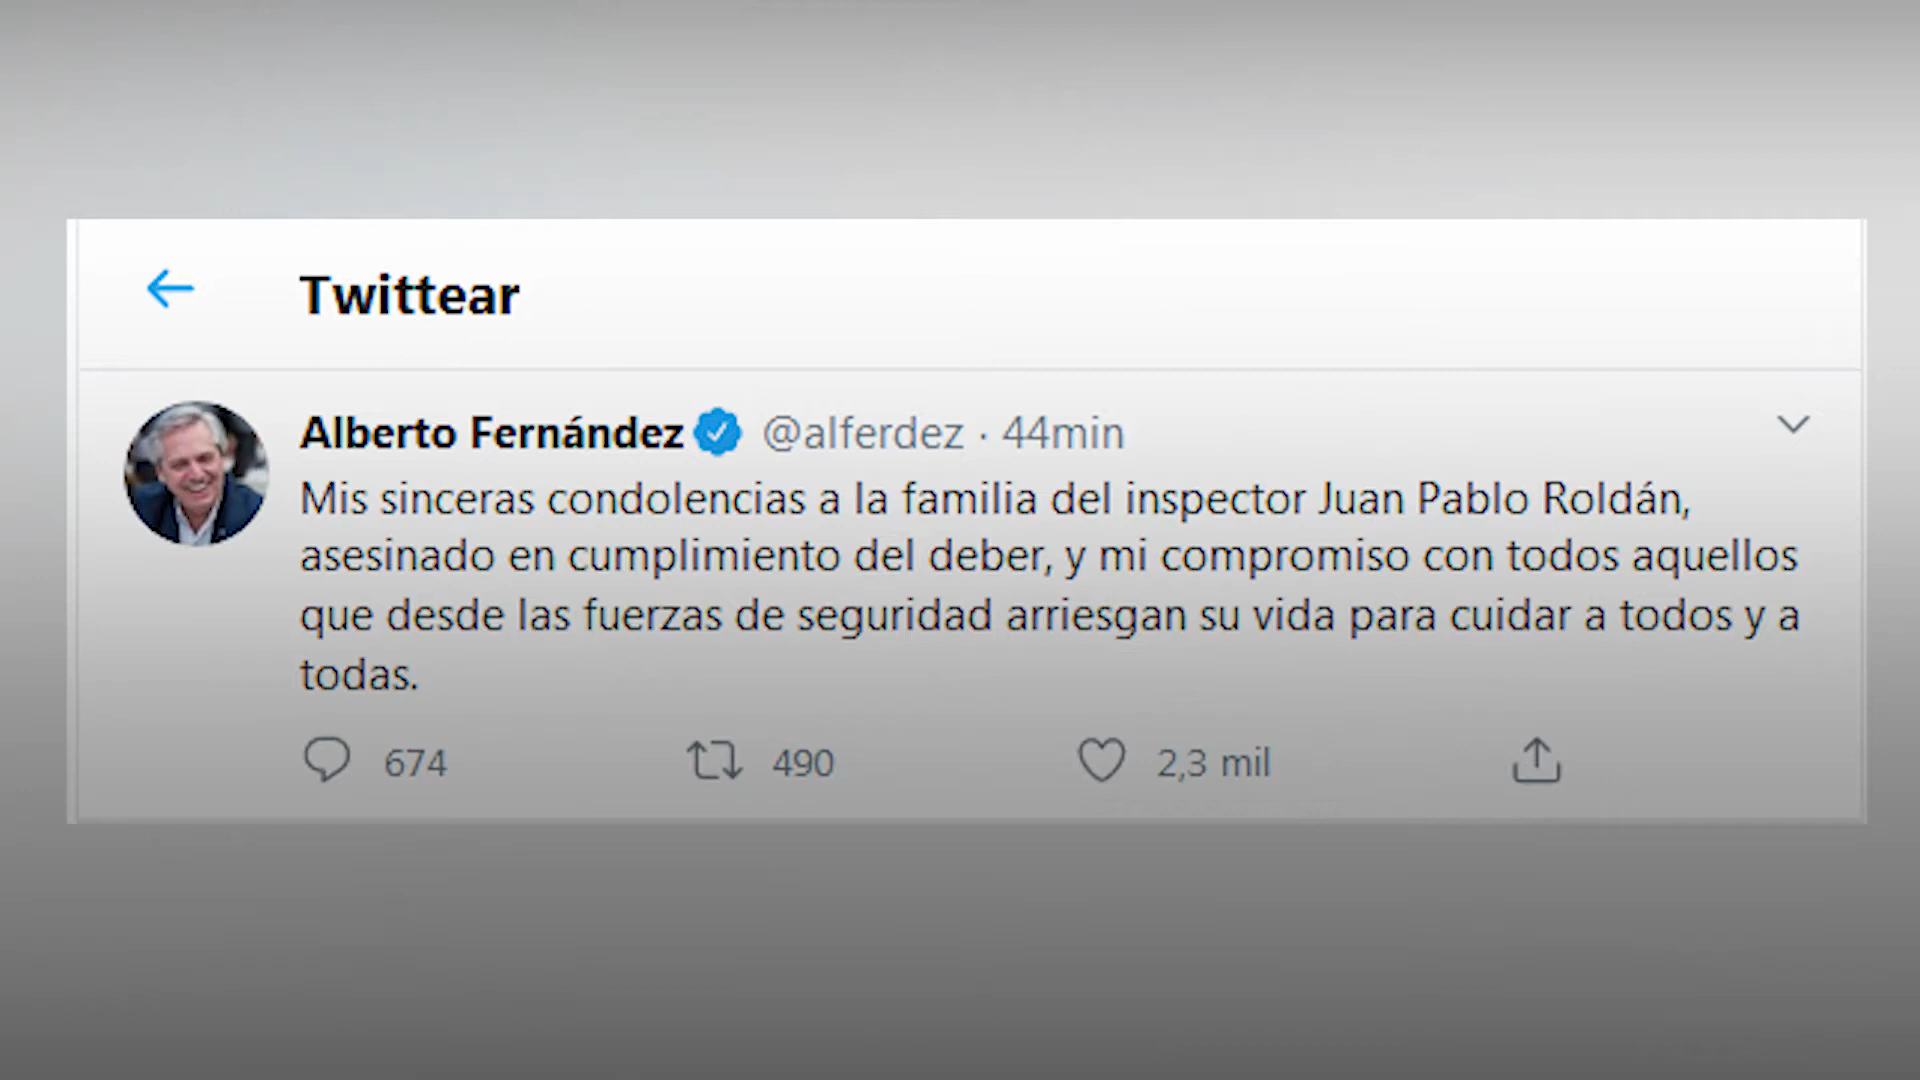 Twittear
Alberto Fernández @alferdez · 44min
Mis sinceras condolencias a la familia del inspector Juan Pablo Roldán,
asesinado en cumplimiento del deber, y mi compromiso con todos aquellos
que desde las fuerzas de seguridad arriesgan su vida para cuidar a todos y a
todas.
674 490 2,3 mil